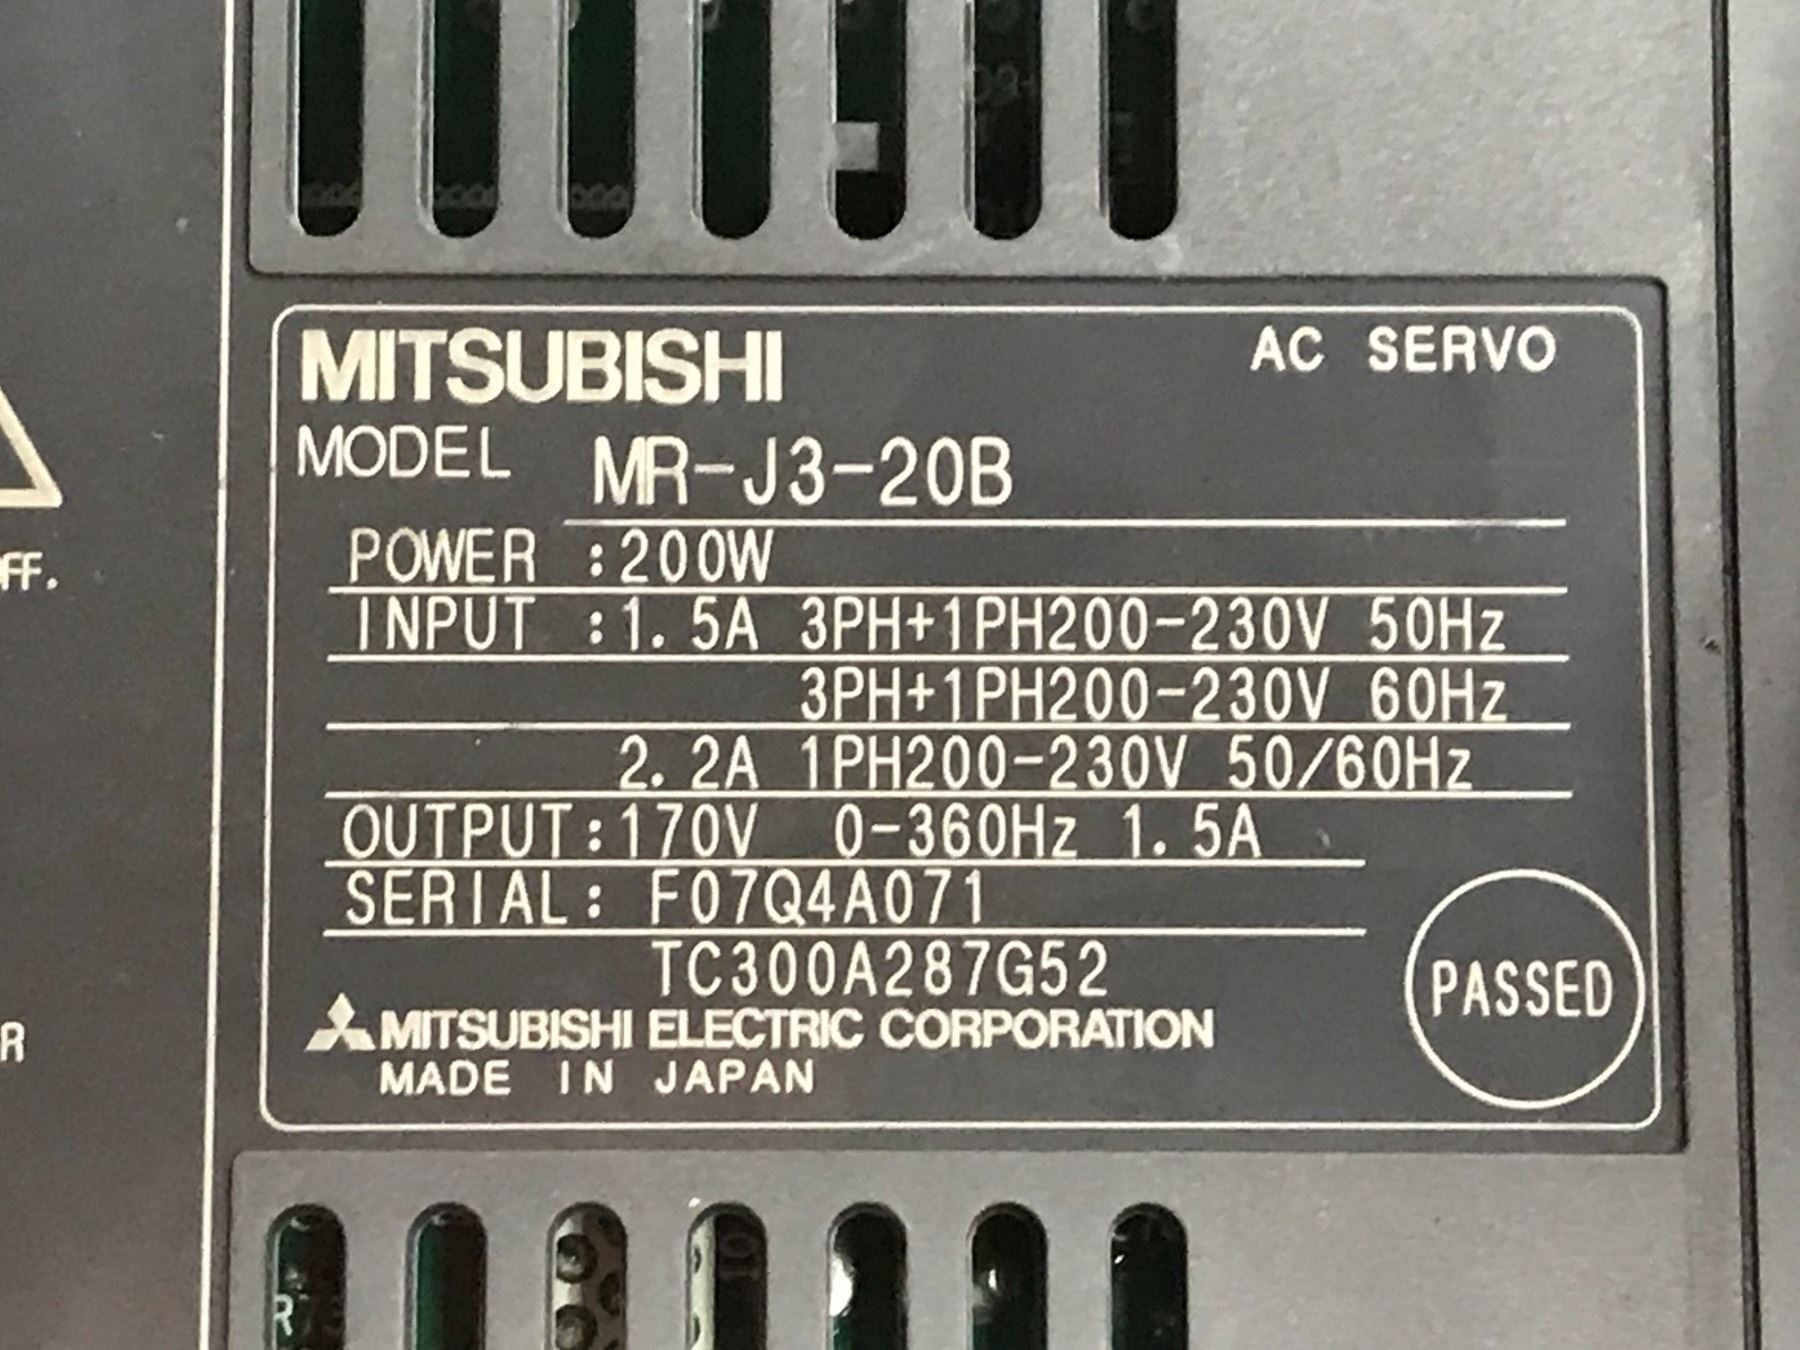 MITSUBISHI AC SERVO
MODEL MR-J3-20B
POWER :200W
INPUT :1.5A 3PH+1PH200-230V 50Hz
3PH+1PH200-230V 60Hz
2.2A 1PH200-230V 50/60Hz
OUTPUT:170V 0-360Hz 1.5A
SERIAL: F07Q4A071
TC300A287G52
PASSED
MITSUBISHI ELECTRIC CORPORATION
MADE IN JAPAN
FF.
R